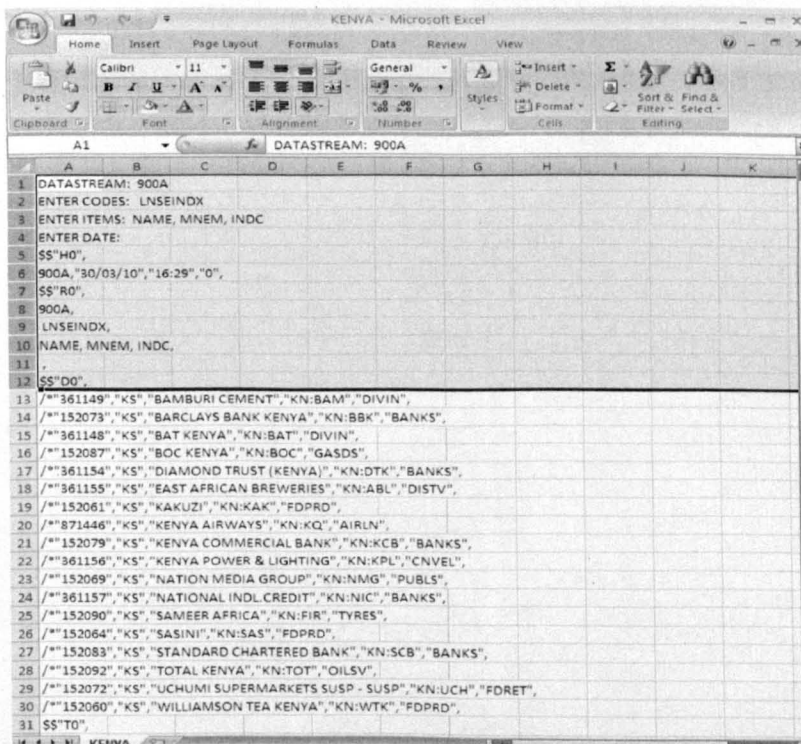 KENYA - Microsoft Excel
Home Insert Page Layout Formulas Data Review View
Calibri 11 General Insert
Paste B I U A A % , Styles Delete Sort & Filter Find & Select
Format
Clipboard Font Alignment Number Cells Editing
A1 fx DATASTREAM: 900A
A B C D E F G H I J K
1 DATASTREAM: 900A
2 ENTER CODES: LNSEINDX
3 ENTER ITEMS: NAME, MNEM, INDC
4 ENTER DATE:
5 $$"H0",
6 900A,"30/03/10","16:29","0",
7 $$"R0",
8 900A,
9 LNSEINDX,
10 NAME, MNEM, INDC,
11 ,
12 $$"D0",
13 /*"361149","KS","BAMBURI CEMENT","KN:BAM","DIVIN",
14 /*"152073","KS","BARCLAYS BANK KENYA","KN:BBK","BANKS",
15 /*"361148","KS","BAT KENYA","KN:BAT","DIVIN",
16 /*"152087","KS","BOC KENYA","KN:BOC","GASDS",
17 /*"361154","KS","DIAMOND TRUST (KENYA)","KN:DTK","BANKS",
18 /*"361155","KS","EAST AFRICAN BREWERIES","KN:ABL","DISTV",
19 /*"152061","KS","KAKUZI","KN:KAK","FDPRD",
20 /*"871446","KS","KENYA AIRWAYS","KN:KQ","AIRLN",
21 /*"152079","KS","KENYA COMMERCIAL BANK","KN:KCB","BANKS",
22 /*"361156","KS","KENYA POWER & LIGHTING","KN:KPL","CNVEL",
23 /*"152069","KS","NATION MEDIA GROUP","KN:NMG","PUBLS",
24 /*"361157","KS","NATIONAL INDL.CREDIT","KN:NIC","BANKS",
25 /*"152090","KS","SAMEER AFRICA","KN:FIR","TYRES",
26 /*"152064","KS","SASINI","KN:SAS","FDPRD",
27 /*"152083","KS","STANDARD CHARTERED BANK","KN:SCB","BANKS",
28 /*"152092","KS","TOTAL KENYA","KN:TOT","OILSV",
29 /*"152072","KS","UCHUMI SUPERMARKETS SUSP - SUSP","KN:UCH","FDRET",
30 /*"152060","KS","WILLIAMSON TEA KENYA","KN:WTK","FDPRD",
31 $$"T0",
KENYA